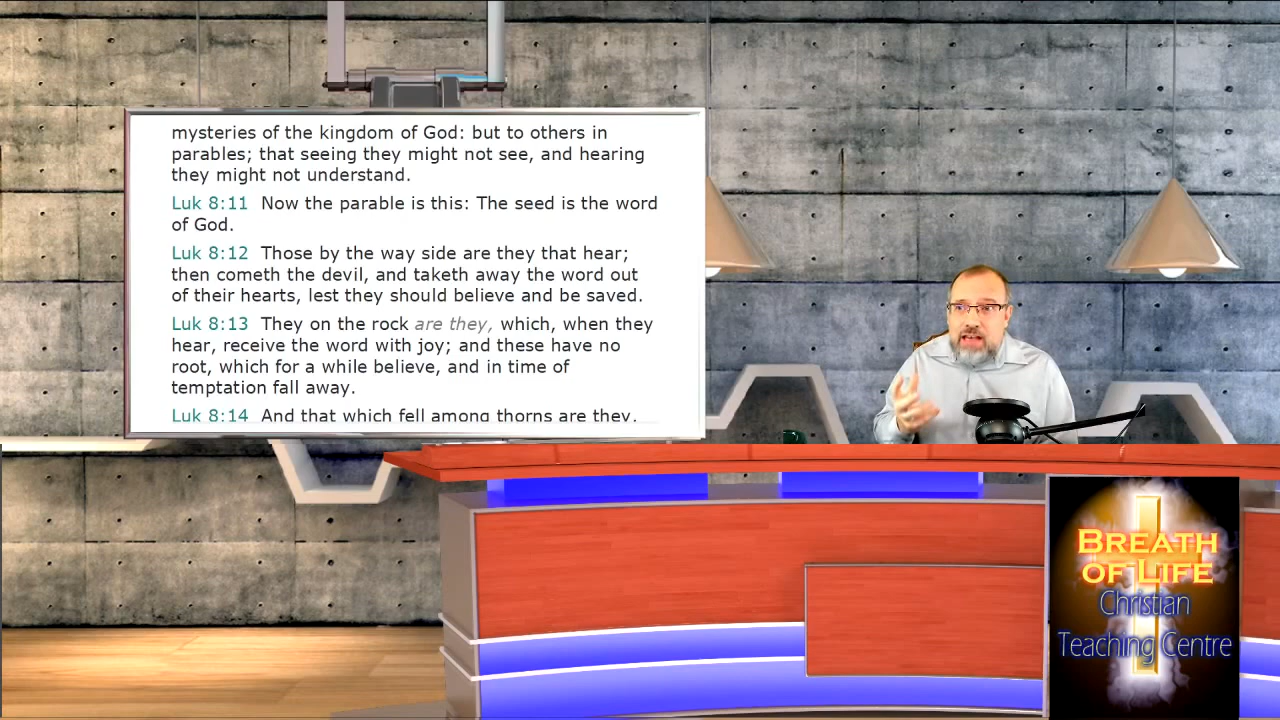 mysteries of the kingdom of God: but to others in
parables; that seeing they might not see, and hearing
they might not understand.
Luk 8:11 Now the parable is this: The seed is the word
of God.
Luk 8:12 Those by the way side are they that hear;
then cometh the devil, and taketh away the word out
of their hearts, lest they should believe and be saved.
Luk 8:13 They on the rock are they, which, when they
hear, receive the word with joy; and these have no
root, which for a while believe, and in time of
temptation fall away.
Luk 8:14 And that which fell among thorns are they,
BREATH
OF LIFE
Christian
Teaching Centre